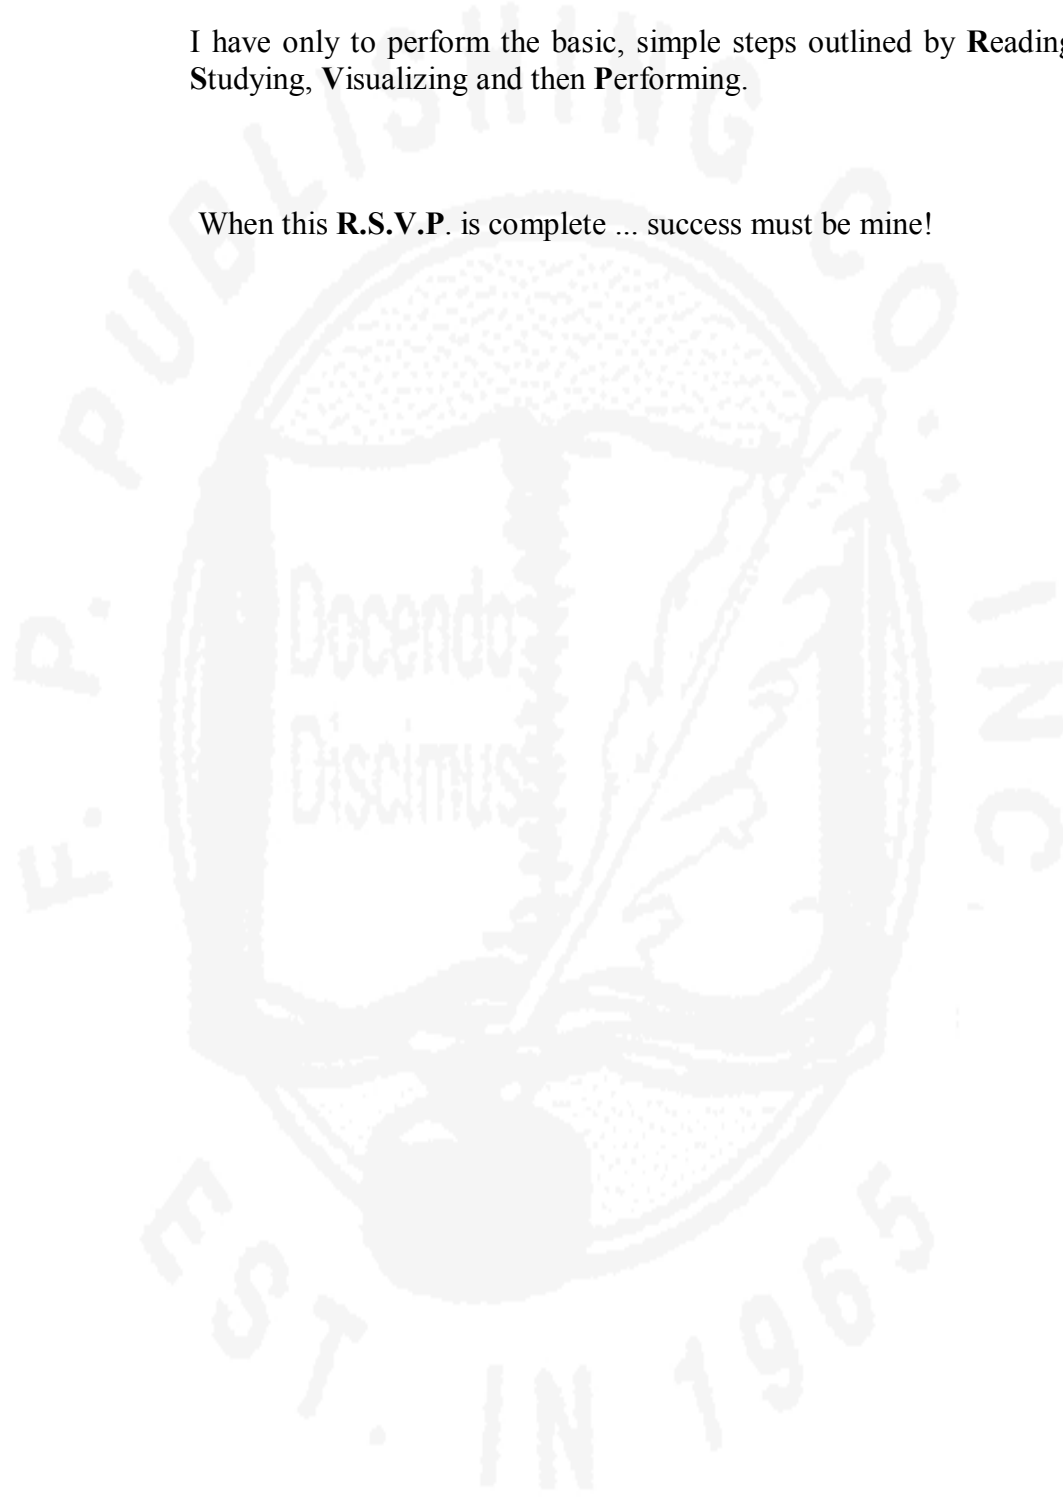 I have only to perform the basic, simple steps outlined by Reading
Studying, Visualizing and then Performing.
When this R.S.V.P. is complete ... success must be mine!
F. P. PUBLISHING CO., INC.
Docendo
Discimus
EST. IN 1965